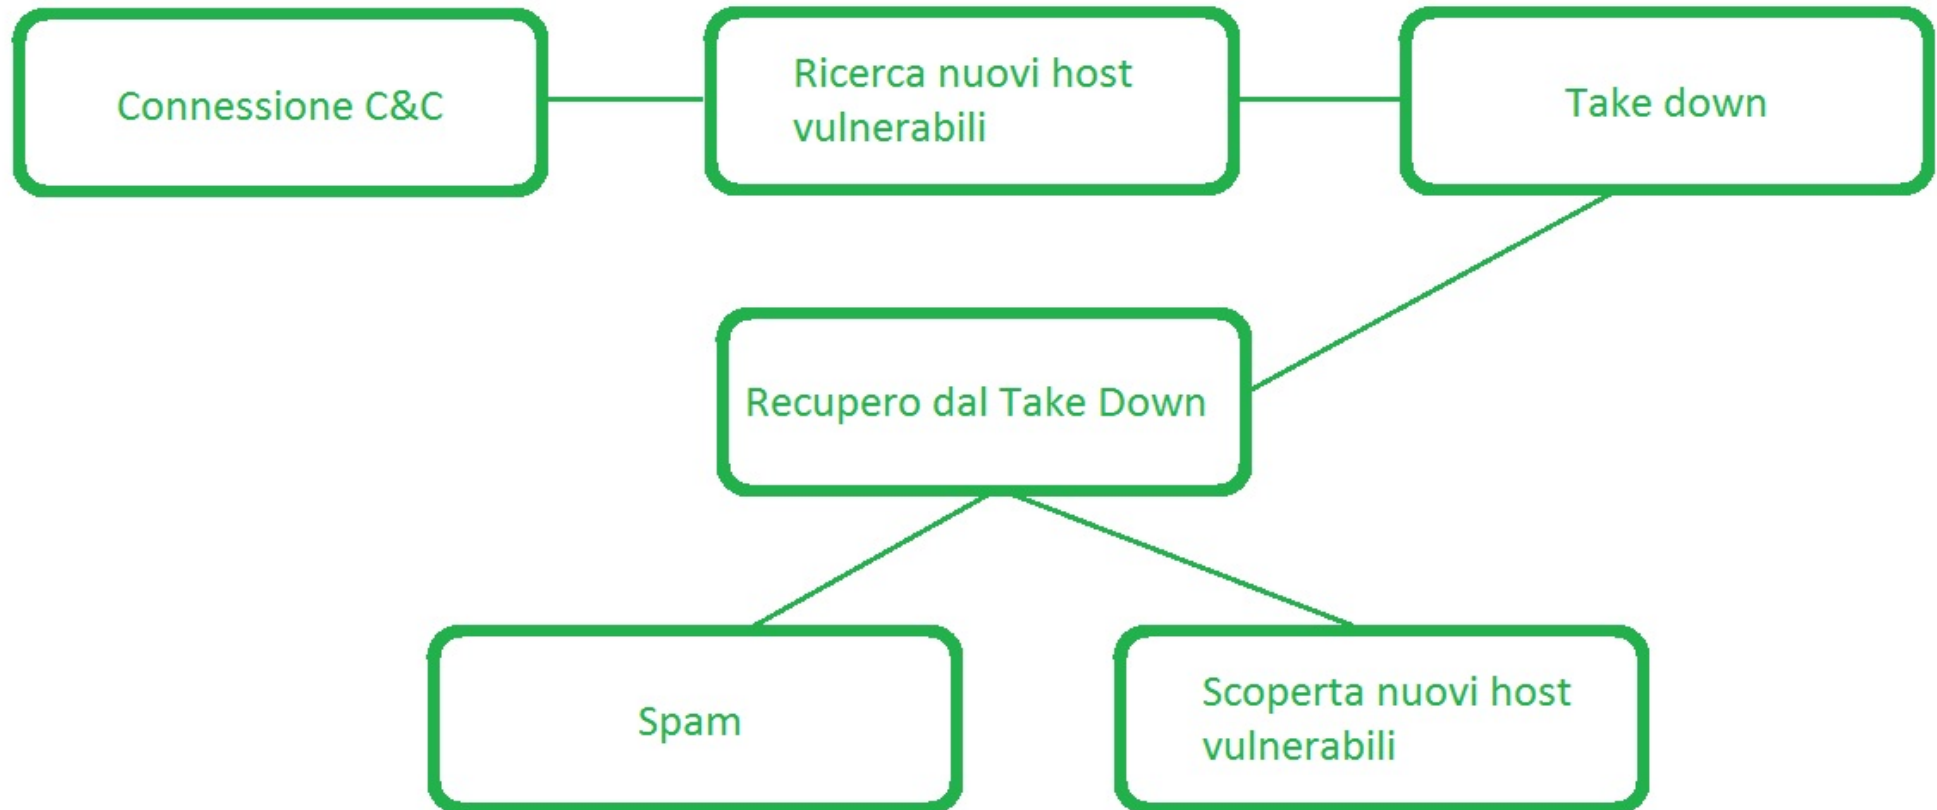 Connessione C&C
Ricerca nuovi host
vulnerabili
Take down
Recupero dal Take Down
Spam
Scoperta nuovi host
vulnerabili